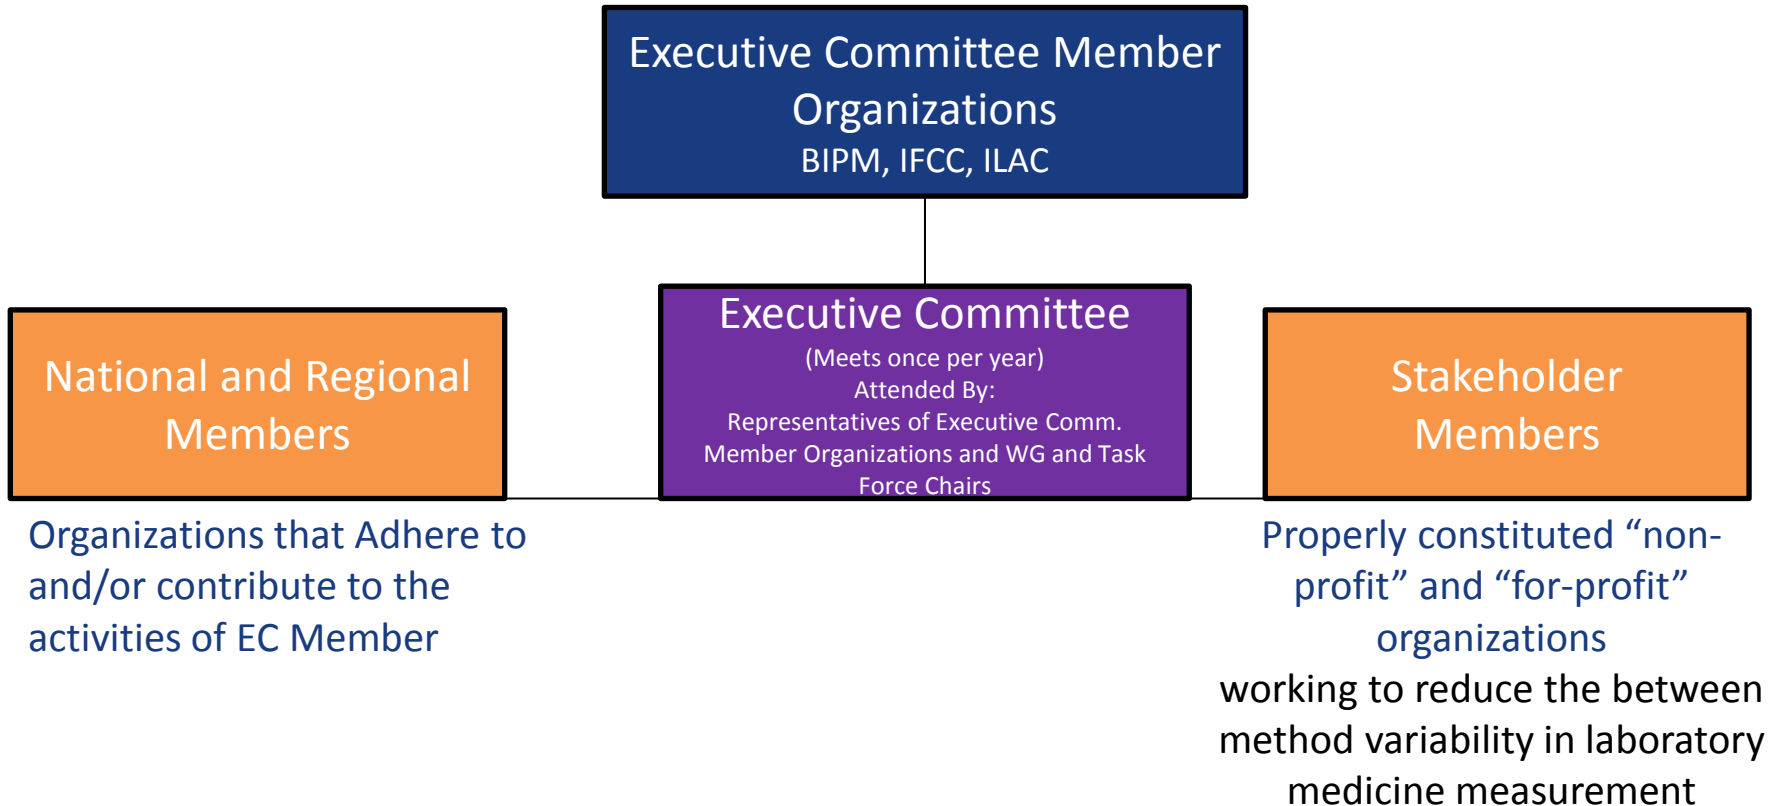 Executive Committee Member
Organizations
BIPM, IFCC, ILAC
National and Regional
Members
Executive Committee
(Meets once per year)
Attended By:
Representatives of Executive Comm.
Member Organizations and WG and Task
Force Chairs
Stakeholder
Members
Organizations that Adhere to
and/or contribute to the
activities of EC Member
Properly constituted “non-
profit” and “for-profit”
organizations
working to reduce the between
method variability in laboratory
medicine measurement